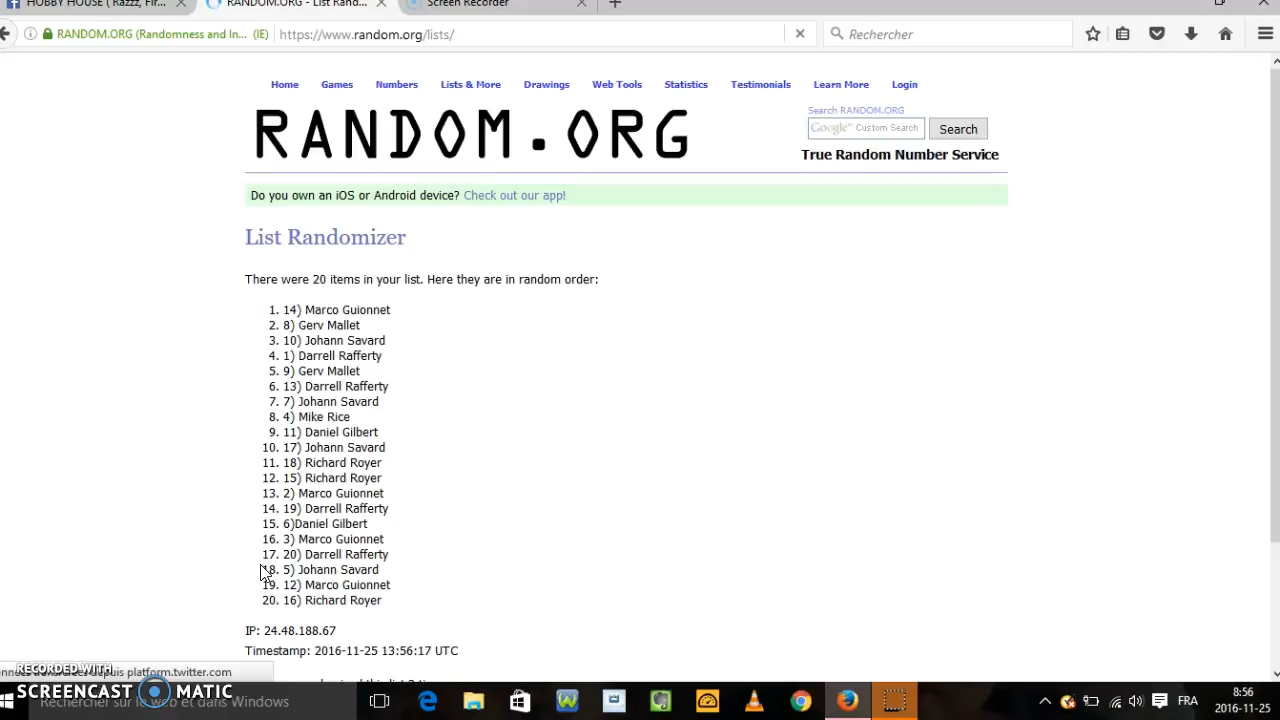 HOBBY HOUSE ( Razzz, Fir...
RANDOM.ORG - List Rand...
Screen Recorder
RANDOM.ORG (Randomness and In... (IE)
https://www.random.org/lists/
Rechercher
Home Games Numbers Lists & More Drawings Web Tools Statistics Testimonials Learn More Login
RANDOM.ORG
Search RANDOM.ORG
Google™ Custom Search
Search
True Random Number Service
Do you own an iOS or Android device? Check out our app!
List Randomizer
There were 20 items in your list. Here they are in random order:
1. 14) Marco Guionnet
2. 8) Gerv Mallet
3. 10) Johann Savard
4. 1) Darrell Rafferty
5. 9) Gerv Mallet
6. 13) Darrell Rafferty
7. 7) Johann Savard
8. 4) Mike Rice
9. 11) Daniel Gilbert
10. 17) Johann Savard
11. 18) Richard Royer
12. 15) Richard Royer
13. 2) Marco Guionnet
14. 19) Darrell Rafferty
15. 6)Daniel Gilbert
16. 3) Marco Guionnet
17. 20) Darrell Rafferty
18. 5) Johann Savard
19. 12) Marco Guionnet
20. 16) Richard Royer
IP: 24.48.188.67
Timestamp: 2016-11-25 13:56:17 UTC
depuis platform.twitter.com
RECORDED WITH
SCREENCAST MATIC
Rechercher sur le web et dans Windows
FRA
8:56
2016-11-25